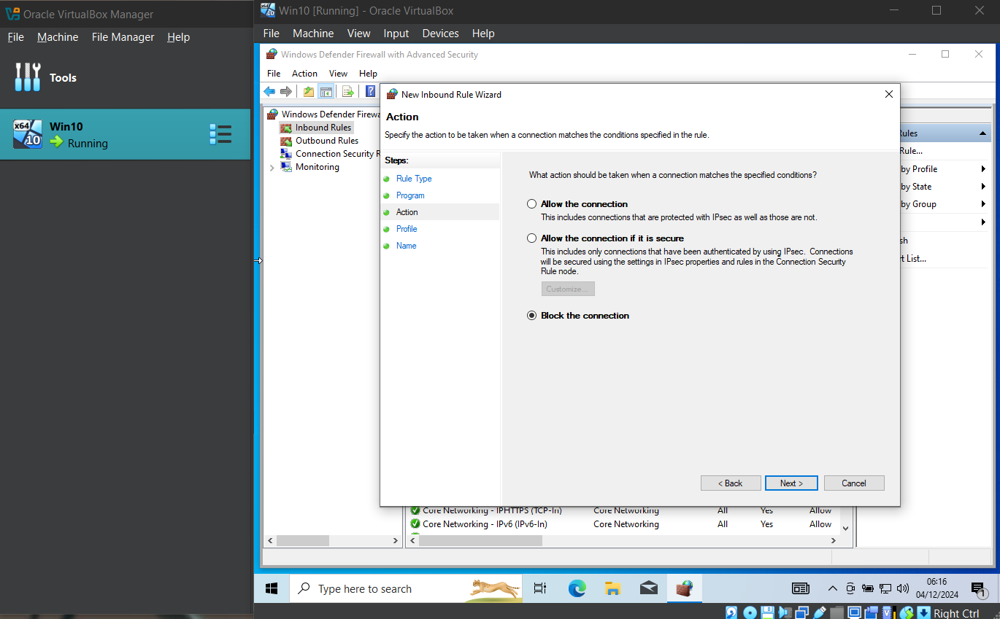 Oracle VirtualBox Manager
File Machine File Manager Help
Tools
Win10
Running
Win10 [Running] - Oracle VirtualBox
File Machine View Input Devices Help
Windows Defender Firewall with Advanced Security
File Action View Help
Windows Defender Firewa
Inbound Rules
Outbound Rules
Connection Security R
Monitoring
New Inbound Rule Wizard
Action
Specify the action to be taken when a connection matches the conditions specified in the rule.
Steps:
Rule Type
Program
Action
Profile
Name
What action should be taken when a connection matches the specified conditions?
Allow the connection
This includes connections that are protected with IPsec as well as those are not.
Allow the connection if it is secure
This includes only connections that have been authenticated by using IPsec. Connections
will be secured using the settings in IPsec properties and rules in the Connection Security
Rule node.
Customize...
Block the connection
< Back Next > Cancel
Rules
Rule...
by Profile
by State
by Group
sh
t List...
Core Networking - IPHTTPS (TCP-In) Core Networking All Yes Allow
Core Networking - IPv6 (IPv6-In) Core Networking All Yes Allow
Type here to search
06:16
04/12/2024
1
Right Ctrl
x64
10
x64
10